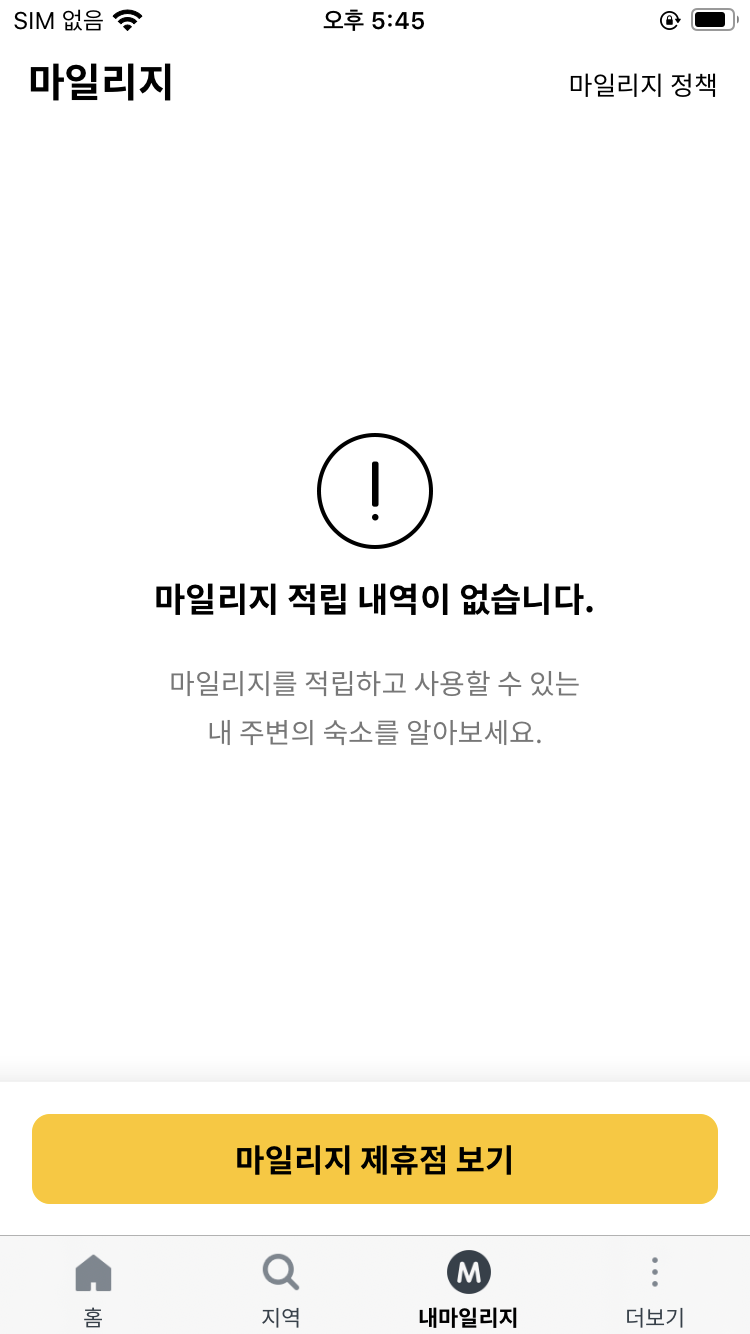 SIM 없음 오후 5:45
마일리지 마일리지 정책
마일리지 적립 내역이 없습니다.
마일리지를 적립하고 사용할 수 있는
내 주변의 숙소를 알아보세요.
마일리지 제휴점 보기
M
홈 지역 내마일리지 더보기